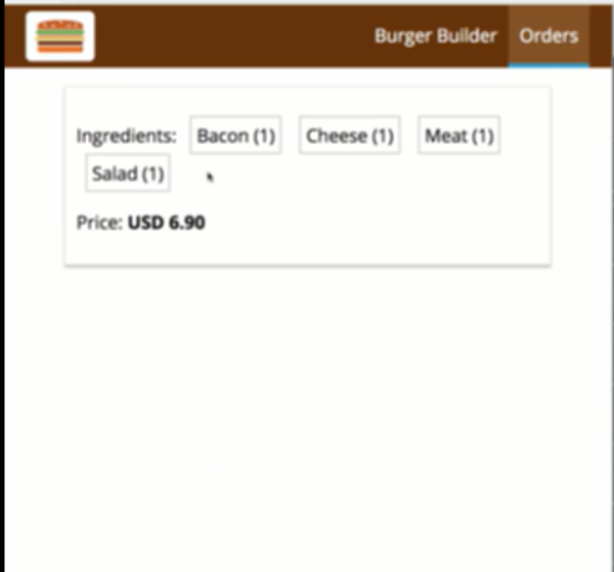 Burger Builder Orders
Ingredients: Bacon (1) Cheese (1) Meat (1)
Salad (1)
Price: USD 6.90